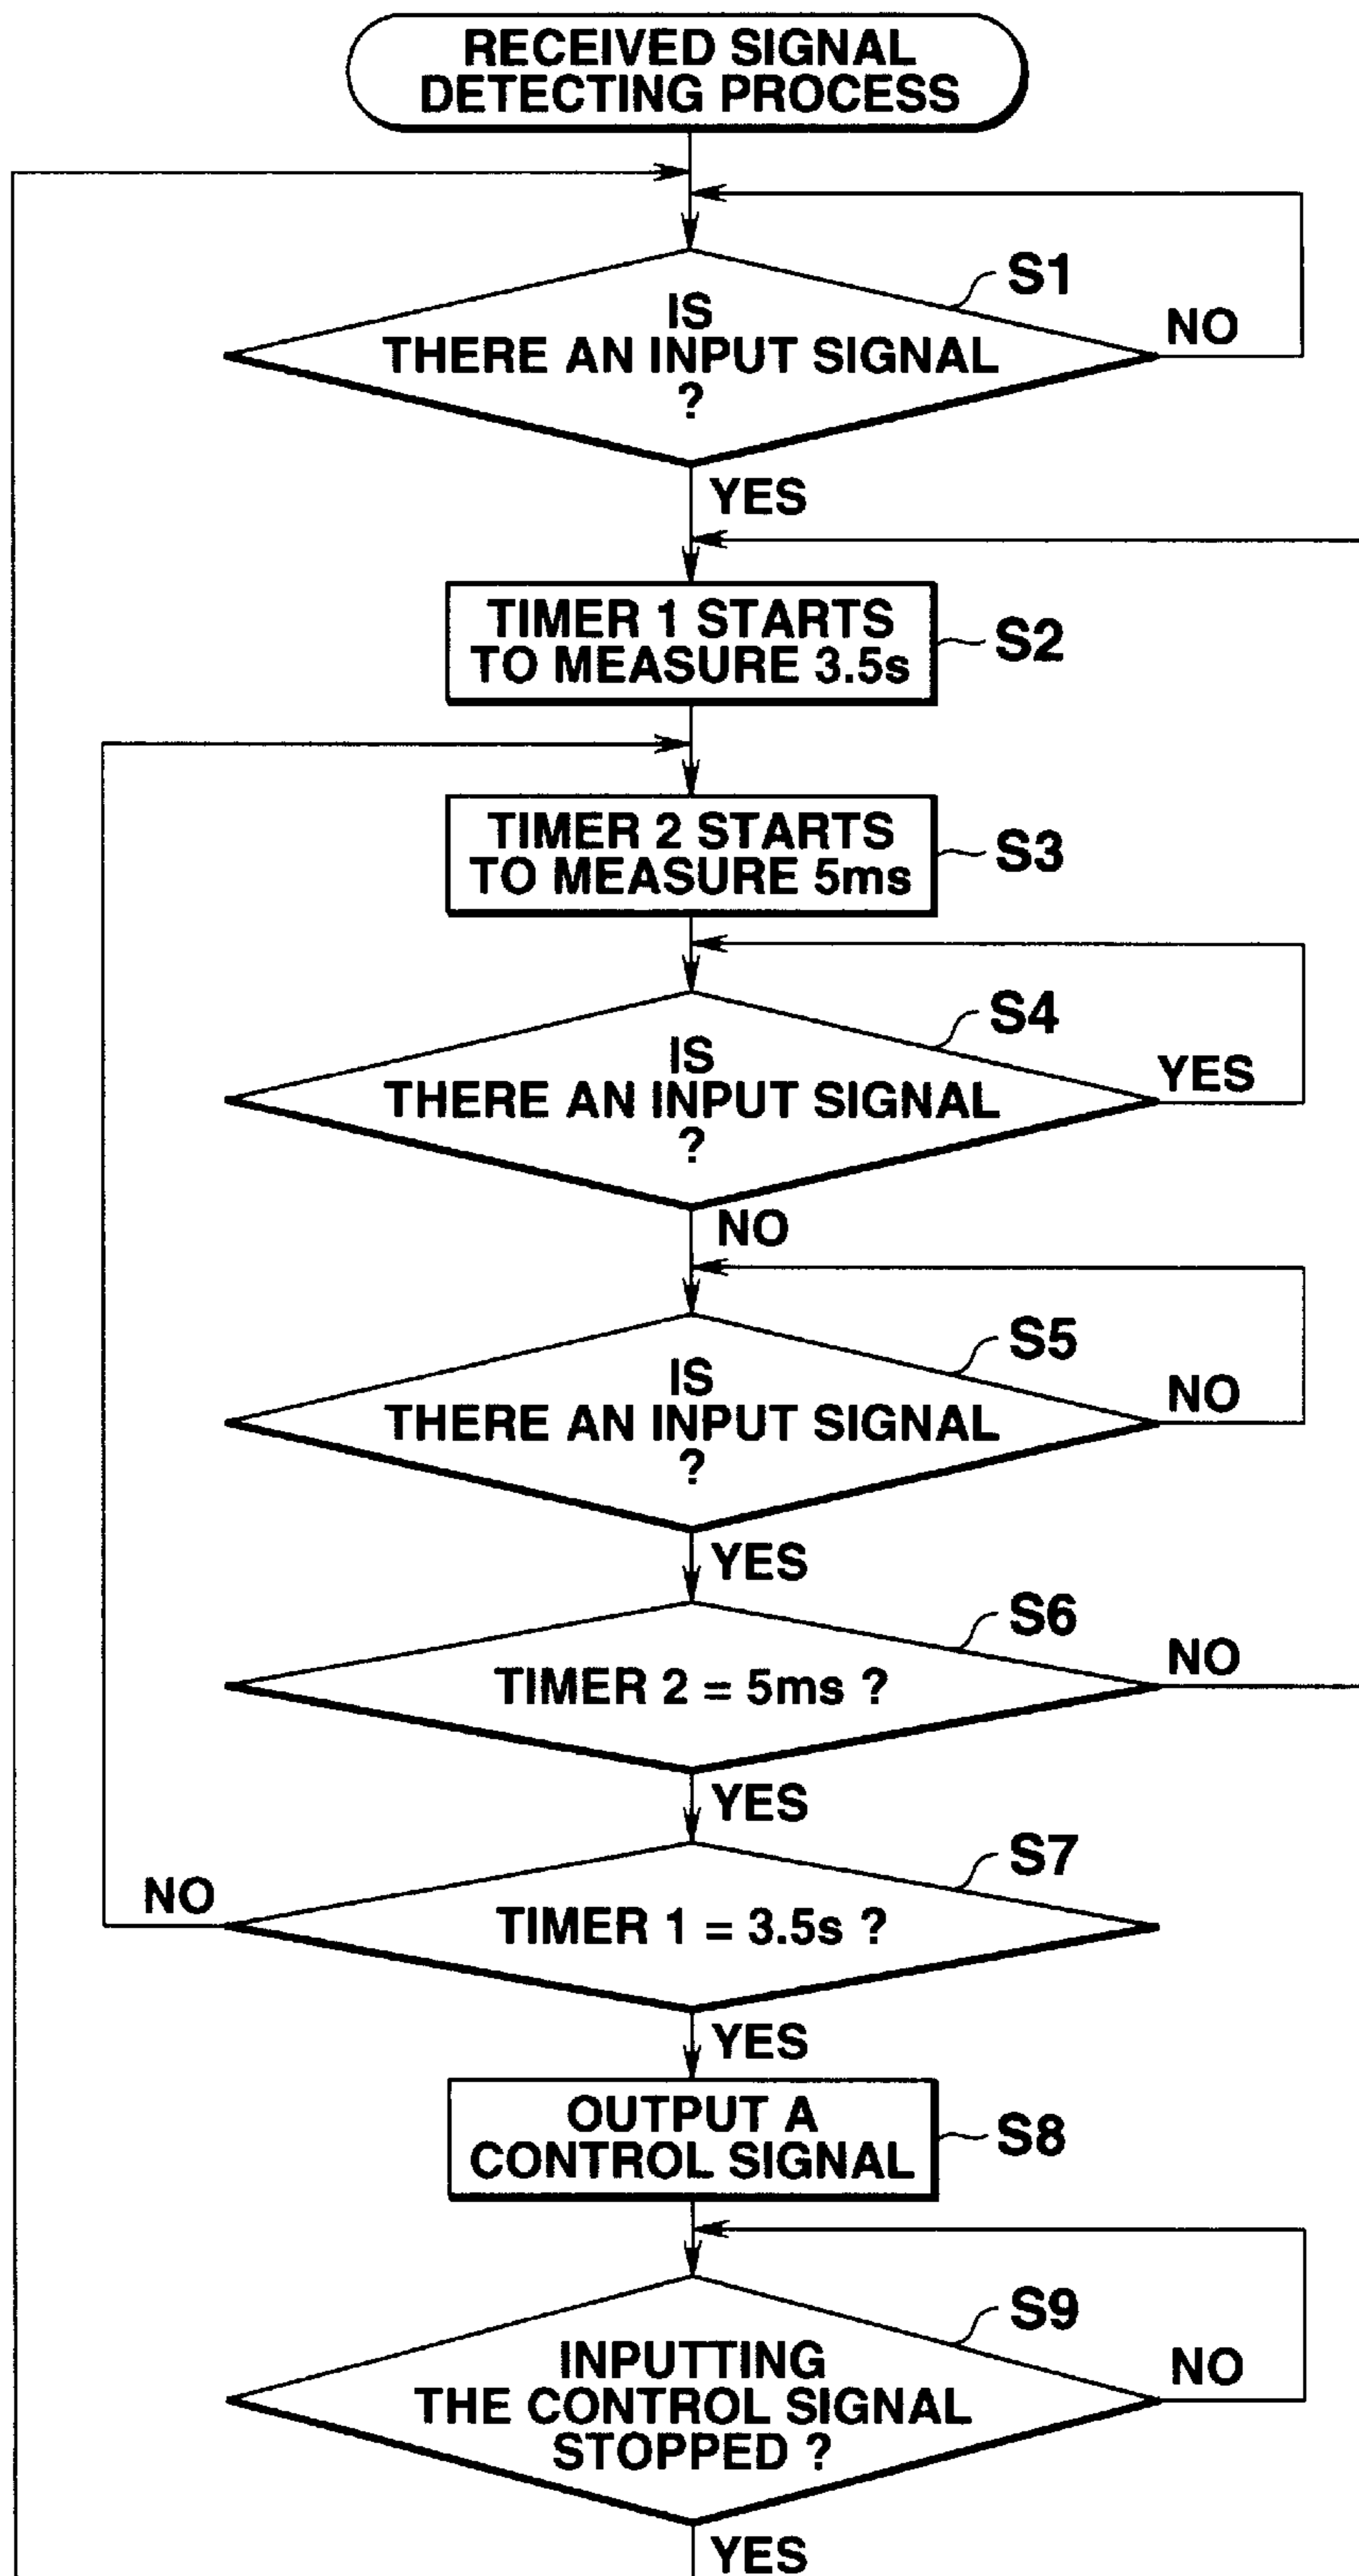 RECEIVED SIGNAL
DETECTING PROCESS
S1
IS
THERE AN INPUT SIGNAL
?
NO
YES
TIMER 1 STARTS
TO MEASURE 3.5s
S2
TIMER 2 STARTS
TO MEASURE 5ms
S3
S4
IS
THERE AN INPUT SIGNAL
?
YES
NO
S5
IS
THERE AN INPUT SIGNAL
?
NO
YES
S6
TIMER 2 = 5ms ?
NO
YES
S7
NO
TIMER 1 = 3.5s ?
YES
OUTPUT A
CONTROL SIGNAL
S8
S9
INPUTTING
THE CONTROL SIGNAL
STOPPED ?
NO
YES